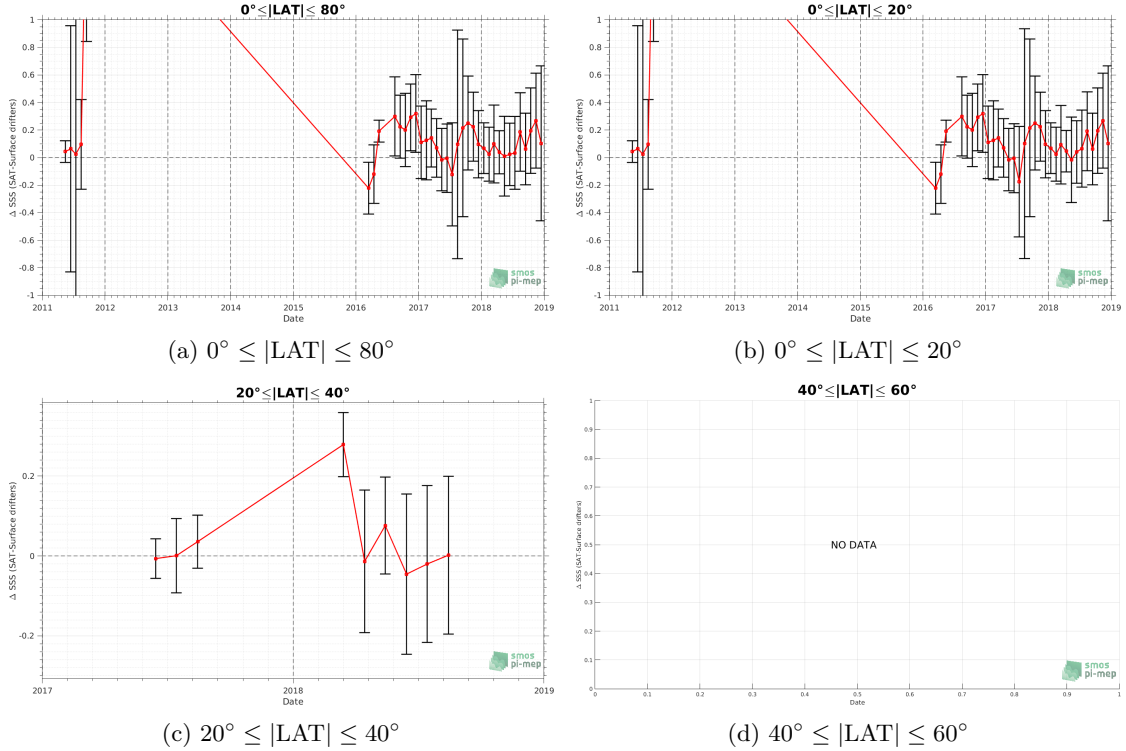 0°≤|LAT|≤ 80°
1
0.8
0.6
0.4
0.2
0
-0.2
-0.4
-0.6
-0.8
-1
Δ SSS (SAT-Surface drifters)
2011
2012
2013
2014
2015
2016
2017
2018
2019
Date
smos
pi-mep
(a) 0° ≤ |LAT| ≤ 80°
0°≤|LAT|≤ 20°
1
0.8
0.6
0.4
0.2
0
-0.2
-0.4
-0.6
-0.8
-1
Δ SSS (SAT-Surface drifters)
2011
2012
2013
2014
2015
2016
2017
2018
2019
Date
smos
pi-mep
(b) 0° ≤ |LAT| ≤ 20°
20°≤|LAT|≤ 40°
0.2
0
-0.2
Δ SSS (SAT-Surface drifters)
2017
2018
2019
Date
smos
pi-mep
(c) 20° ≤ |LAT| ≤ 40°
40°≤|LAT|≤ 60°
1
0.9
0.8
0.7
0.6
0.5
0.4
0.3
0.2
0.1
0
Δ SSS (SAT-Surface drifters)
NO DATA
0
0.1
0.2
0.3
0.4
0.5
0.6
0.7
0.8
0.9
1
Date
smos
pi-mep
(d) 40° ≤ |LAT| ≤ 60°